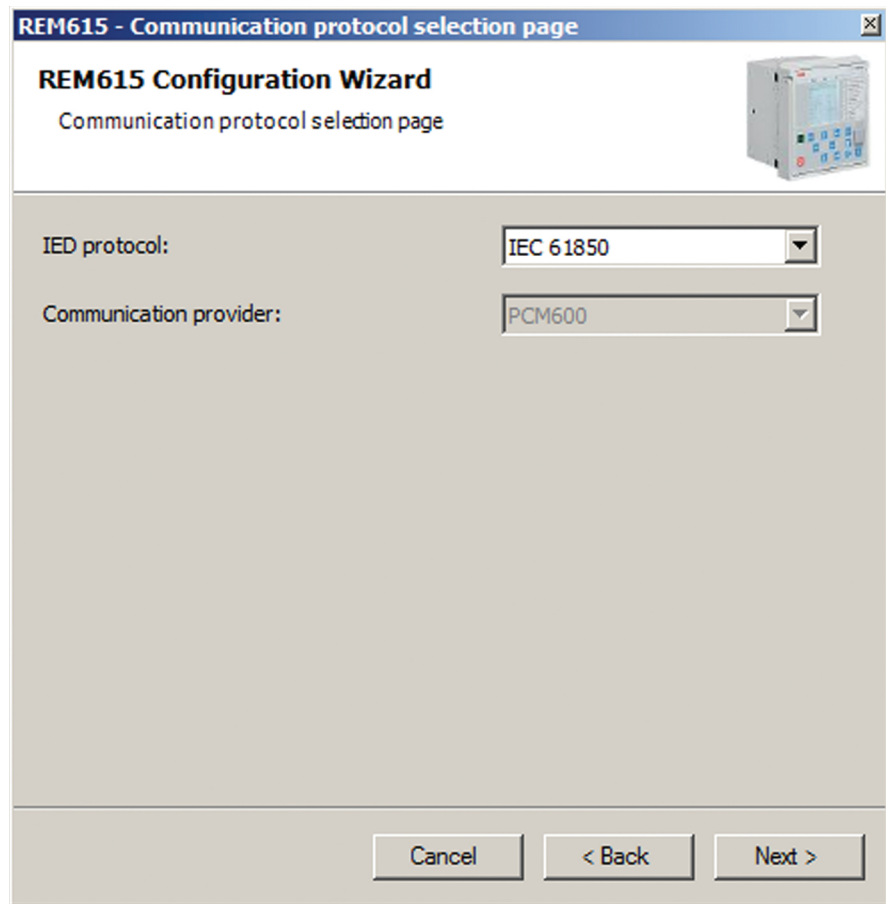 REM615 - Communication protocol selection page
REM615 Configuration Wizard
Communication protocol selection page
IED protocol:
IEC 61850
Communication provider:
PCM600
Cancel
< Back
Next >